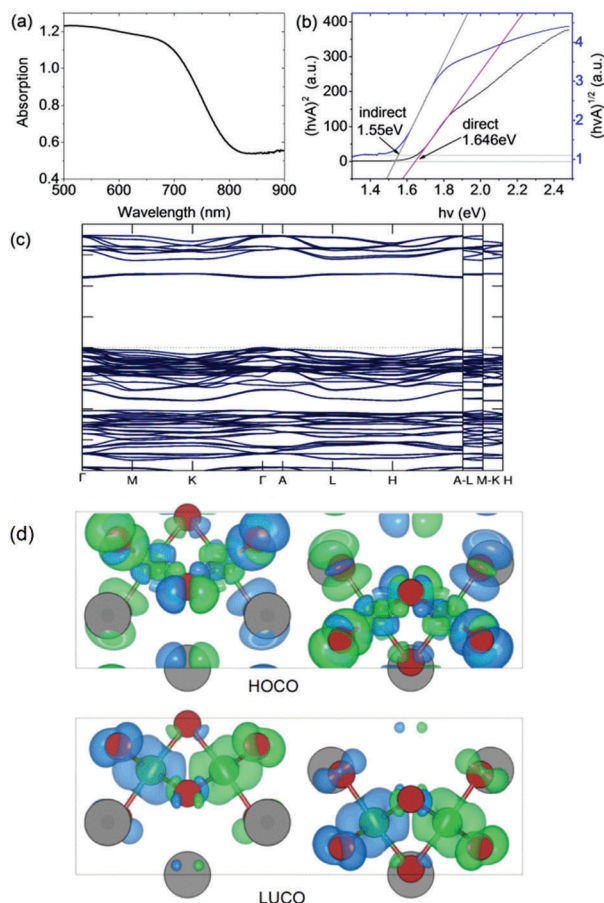 (a)
1.2
1.0
0.8
0.6
0.4
Absorption
500 600 700 800 900
Wavelength (nm)
(b)
400
300
200
100
0
(hvA)² (a.u.)
4
3
2
1
(hvA)¹ᐟ² (a.u.)
indirect
1.55eV
direct
1.646eV
1.4 1.6 1.8 2.0 2.2 2.4
hv (eV)
(c)
Γ M K Γ A L H A-L M-K H
(d)
HOCO
LUCO